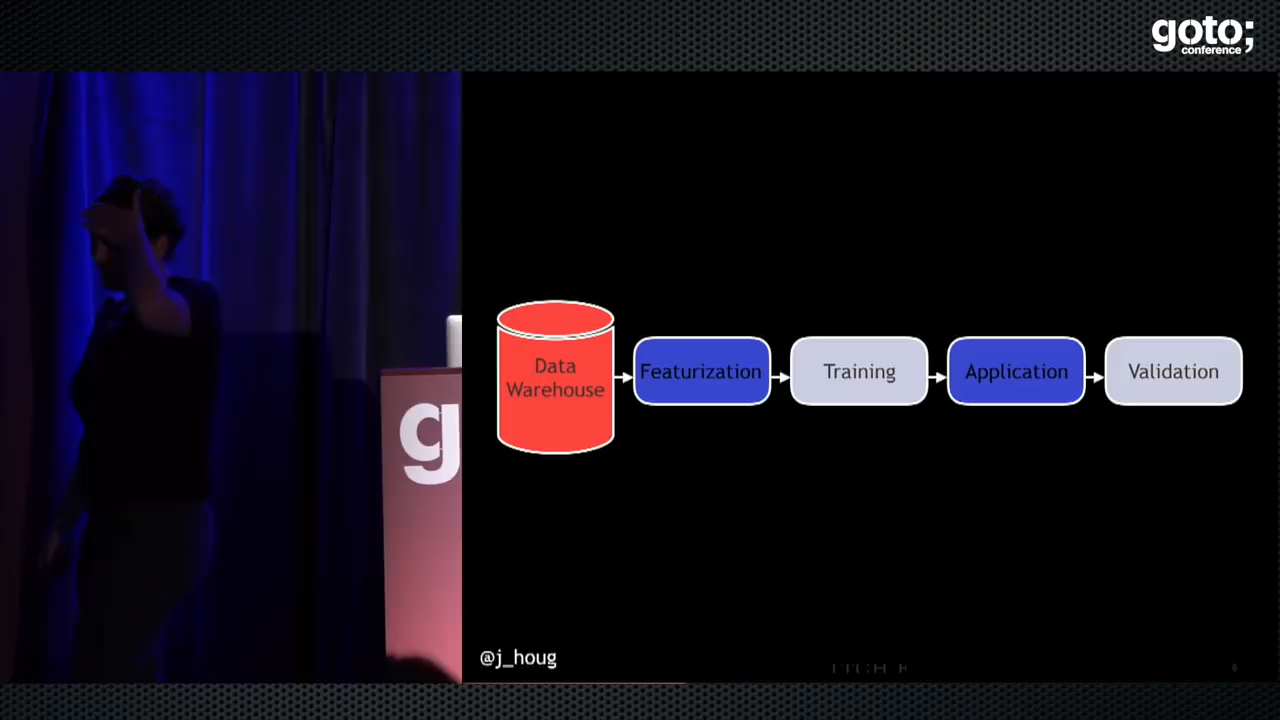 goto;
conference
Data
Warehouse
Featurization
Training
Application
Validation
g
@j_houg